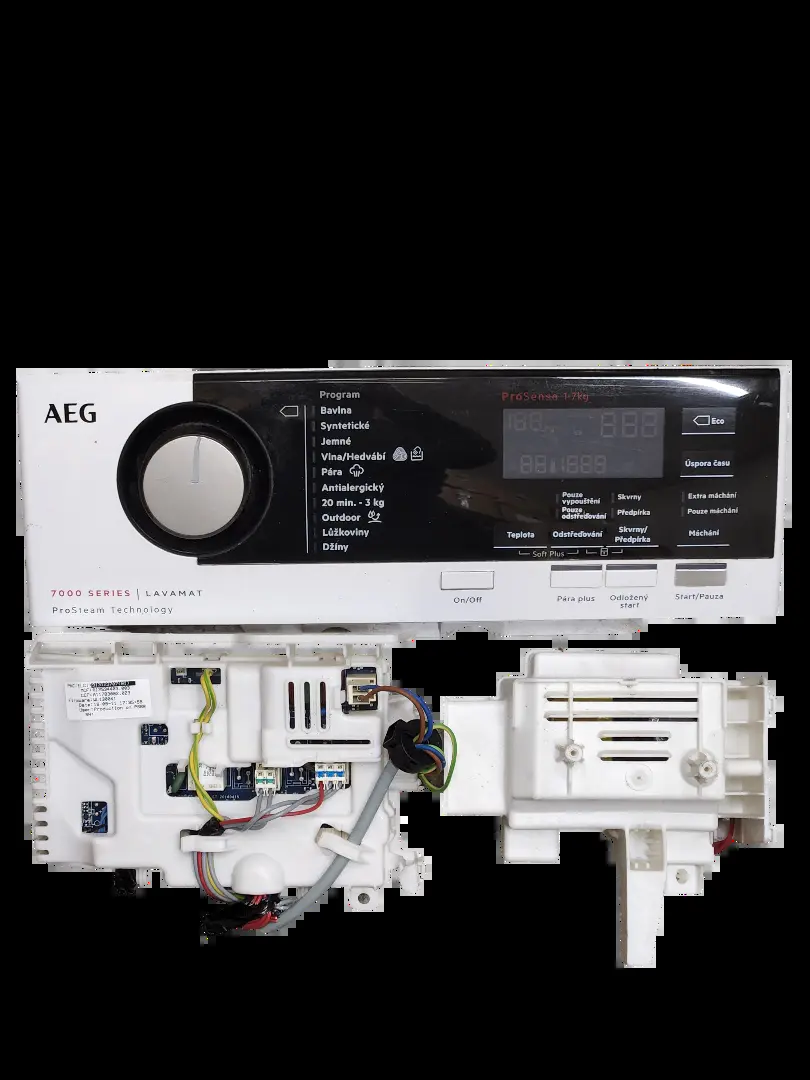 AEG
Program
Bavlna
Syntetické
Jemné
Vlna/Hedvábí
Pára
Antialergický
20 min. - 3 kg
Outdoor
Lůžkoviny
Džíny
ProSense 1-7kg
Eco
Úspora času
Pouze vypouštění
Skvrny
Pouze odstřeďování
Předpírka
Extra máchání
Pouze máchání
Teplota
Odstřeďování
Skvrny/
Předpírka
Máchání
Soft Plus
7000 SERIES | LAVAMAT
ProSteam Technology
On/Off
Pára plus
Odložený
start
Start/Pauza